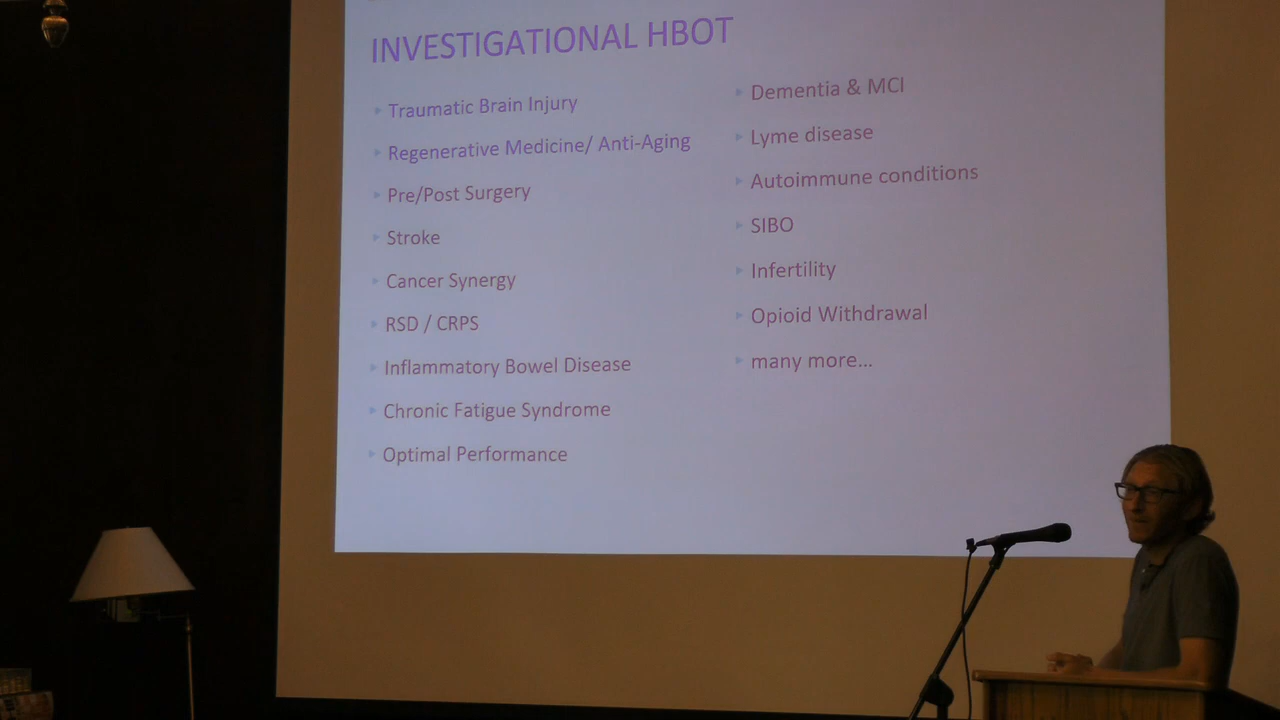 INVESTIGATIONAL HBOT
Traumatic Brain Injury
Regenerative Medicine/ Anti-Aging
Pre/Post Surgery
Stroke
Cancer Synergy
RSD / CRPS
Inflammatory Bowel Disease
Chronic Fatigue Syndrome
Optimal Performance
Dementia & MCI
Lyme disease
Autoimmune conditions
SIBO
Infertility
Opioid Withdrawal
many more...